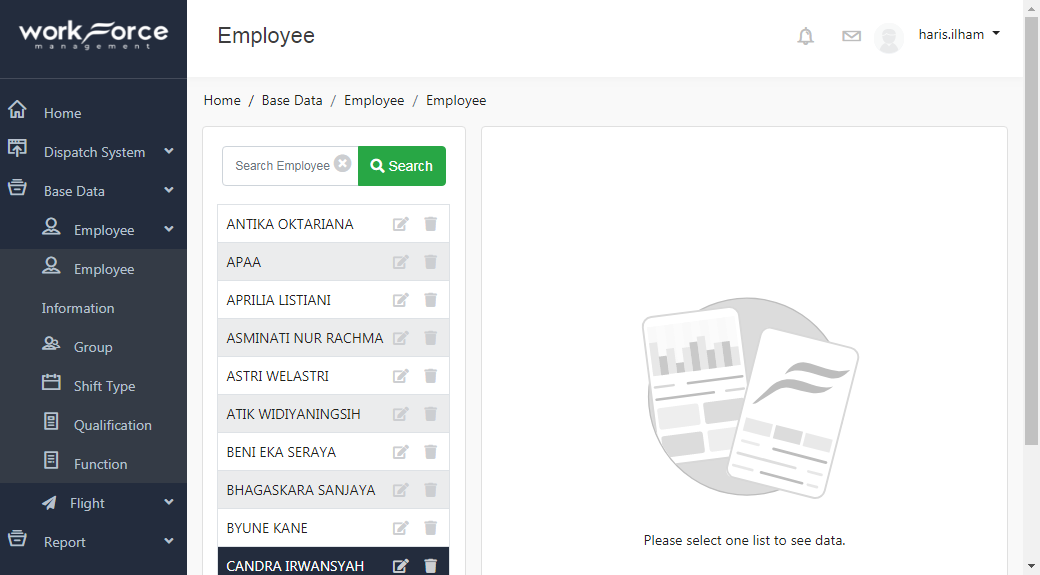 workForce
management
Employee
haris.ilham
Home / Base Data / Employee / Employee
Home
Dispatch System
Base Data
Employee
Employee
Information
Group
Shift Type
Qualification
Function
Flight
Report
Search Employee
Search
ANTIKA OKTARIANA
APAA
APRILIA LISTIANI
ASMINATI NUR RACHMA
ASTRI WELASTRI
ATIK WIDIYANINGSIH
BENI EKA SERAYA
BHAGASKARA SANJAYA
BYUNE KANE
CANDRA IRWANSYAH
Please select one list to see data.